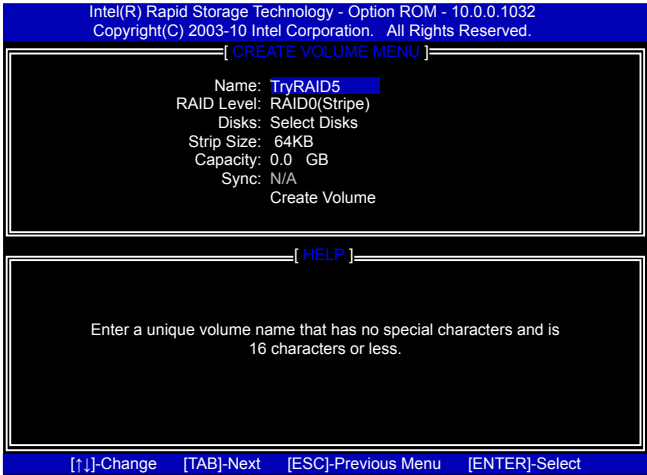 Intel(R) Rapid Storage Technology - Option ROM - 10.0.0.1032
Copyright(C) 2003-10 Intel Corporation.   All Rights Reserved.
[ CREATE VOLUME MENU ]
Name: TryRAID5
RAID Level: RAID0(Stripe)
Disks: Select Disks
Strip Size: 64KB
Capacity: 0.0 GB
Sync: N/A
Create Volume
[ HELP ]
Enter a unique volume name that has no special characters and is
16 characters or less.
[↑↓]-Change [TAB]-Next [ESC]-Previous Menu [ENTER]-Select